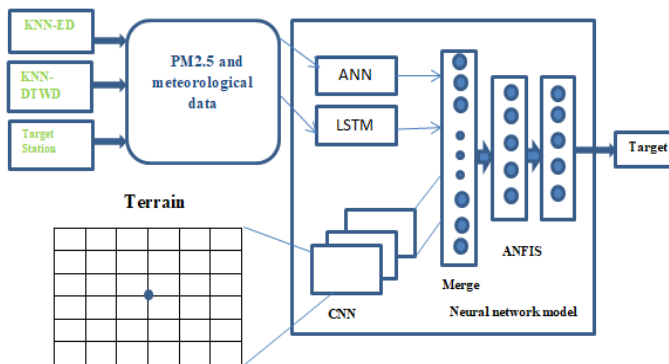 KNN-ED
KNN-
DTWD
Target
Station
PM2.5 and
meteorological
data
ANN
LSTM
Target
Terrain
ANFIS
Merge
CNN
Neural network model